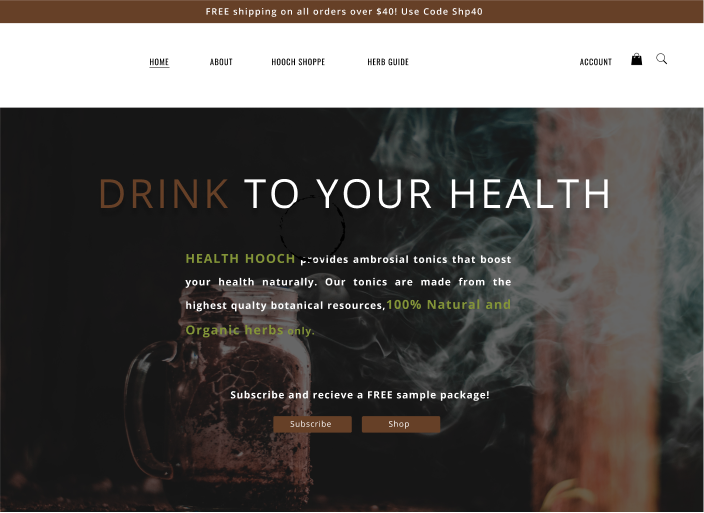 FREE shipping on all orders over $40! Use Code Shp40
HOME ABOUT HOOCH SHOPPE HERB GUIDE ACCOUNT
DRINK TO YOUR HEALTH
HEALTH HOOCH provides ambrosial tonics that boost
your health naturally. Our tonics are made from the
highest qualty botanical resources,100% Natural and
Organic herbs only.
Subscribe and recieve a FREE sample package!
Subscribe Shop